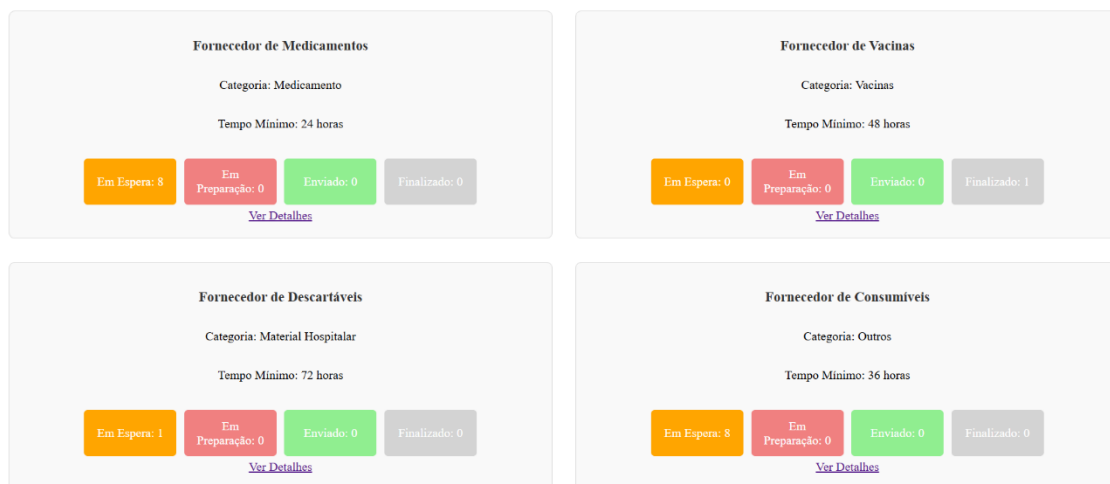 Fornecedor de Medicamentos
Categoria: Medicamento
Tempo Mínimo: 24 horas
Em Espera: 8
Em
Preparação: 0
Enviado: 0
Finalizado: 0
Ver Detalhes
Fornecedor de Vacinas
Categoria: Vacinas
Tempo Mínimo: 48 horas
Em Espera: 0
Em
Preparação: 0
Enviado: 0
Finalizado: 1
Ver Detalhes
Fornecedor de Descartáveis
Categoria: Material Hospitalar
Tempo Mínimo: 72 horas
Em Espera: 1
Em
Preparação: 0
Enviado: 0
Finalizado: 0
Ver Detalhes
Fornecedor de Consumíveis
Categoria: Outros
Tempo Mínimo: 36 horas
Em Espera: 8
Em
Preparação: 0
Enviado: 0
Finalizado: 0
Ver Detalhes